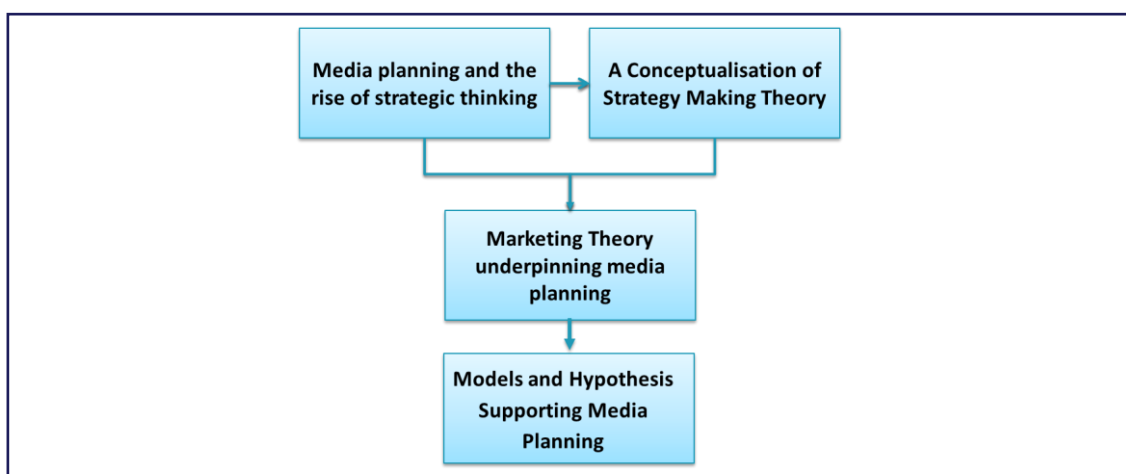 Media planning and the
rise of strategic thinking
A Conceptualisation of
Strategy Making Theory
Marketing Theory
underpinning media
planning
Models and Hypothesis
Supporting Media
Planning